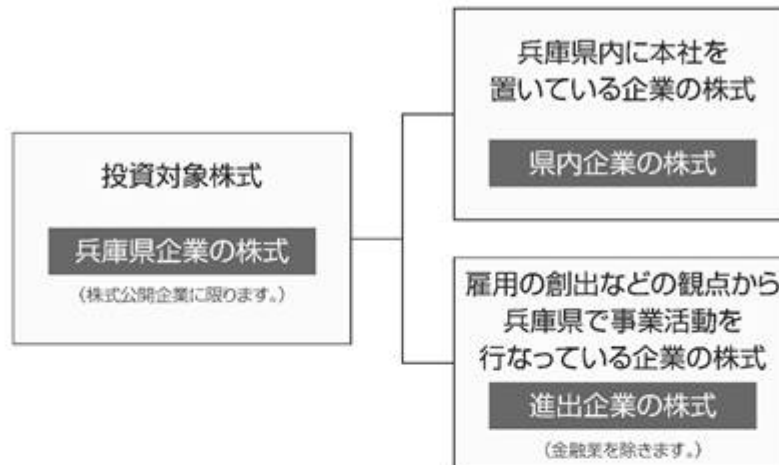 投資対象株式
兵庫県企業の株式
(株式公開企業に限ります。)
兵庫県内に本社を
置いている企業の株式
県内企業の株式
雇用の創出などの観点から
兵庫県で事業活動を
行なっている企業の株式
進出企業の株式
(金融業を除きます。)